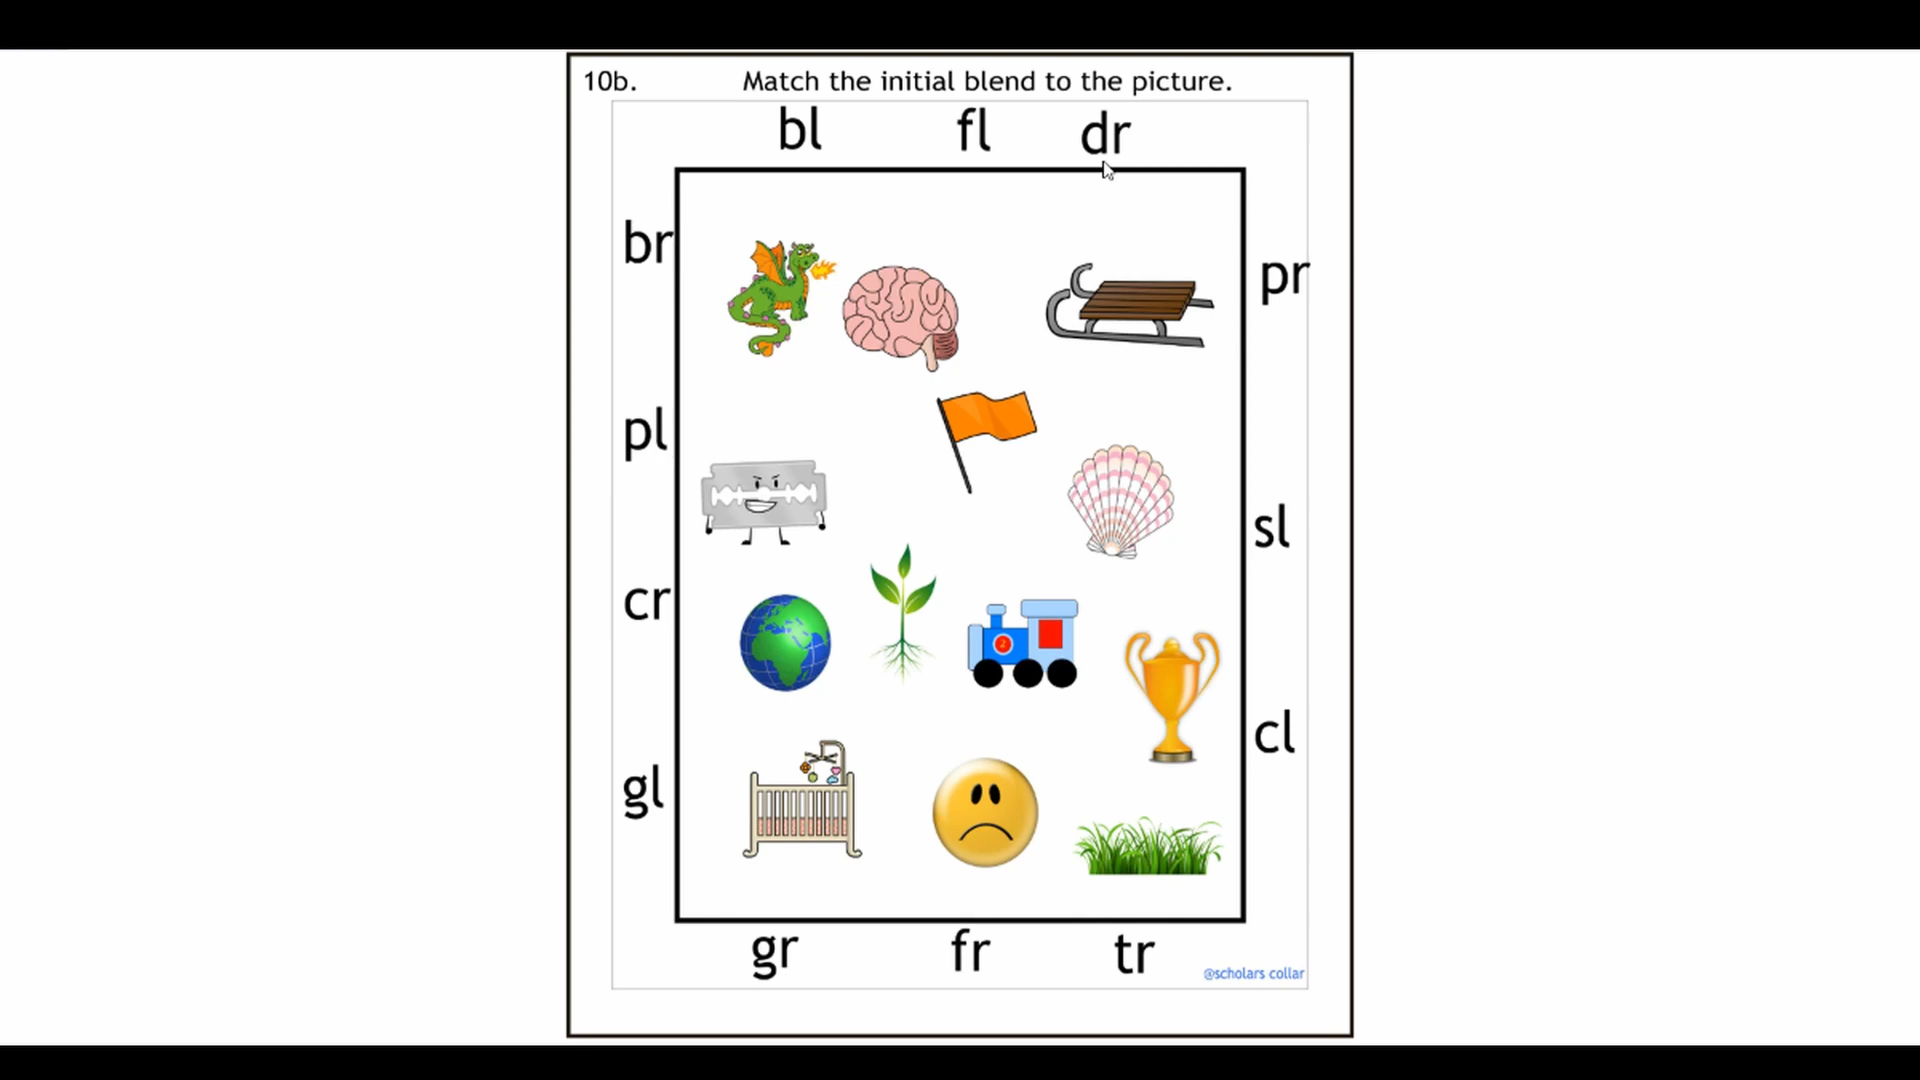 10b. Match the initial blend to the picture.
bl fl dr
br
pr
pl
sl
cr
2
cl
gl
gr fr tr
@scholars collar